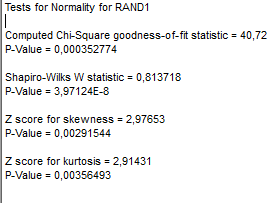 Tests for Normality for RAND1
Computed Chi-Square goodness-of-fit statistic = 40,72
P-Value = 0,000352774
Shapiro-Wilks W statistic = 0,813718
P-Value = 3,97124E-8
Z score for skewness = 2,97653
P-Value = 0,00291544
Z score for kurtosis = 2,91431
P-Value = 0,00356493